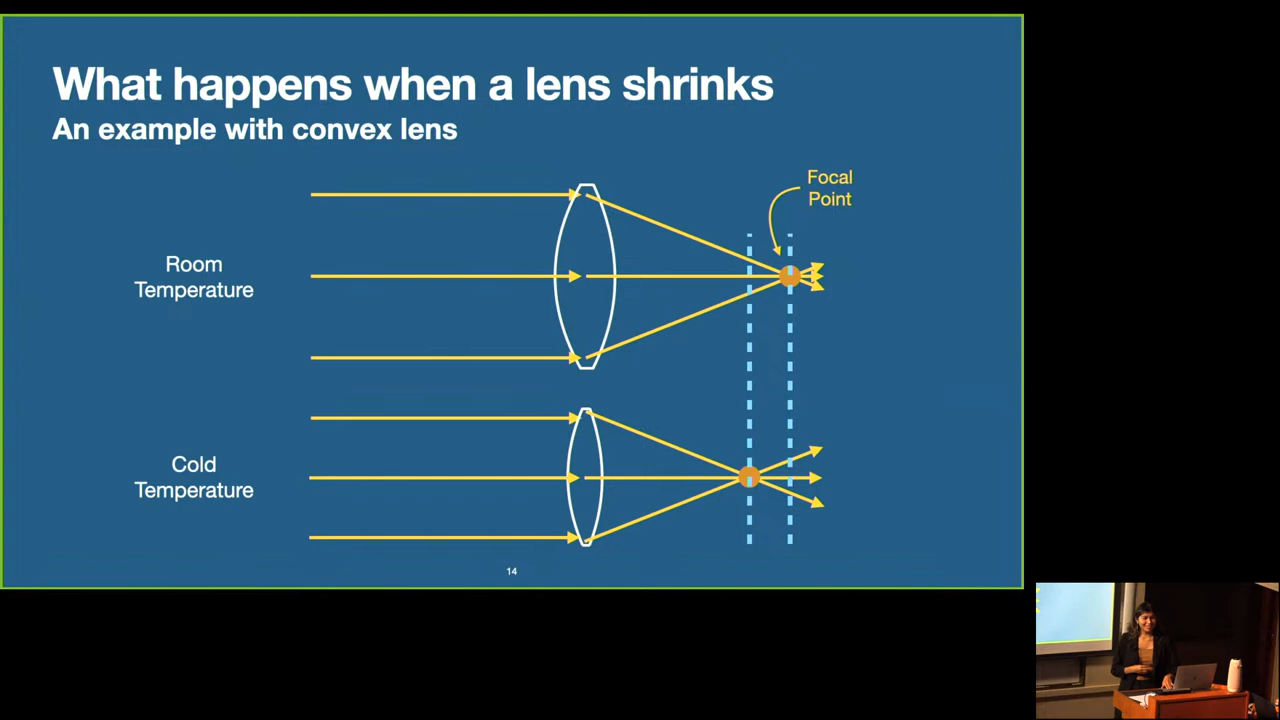 What happens when a lens shrinks
An example with convex lens
Focal
Point
Room
Temperature
Cold
Temperature
14